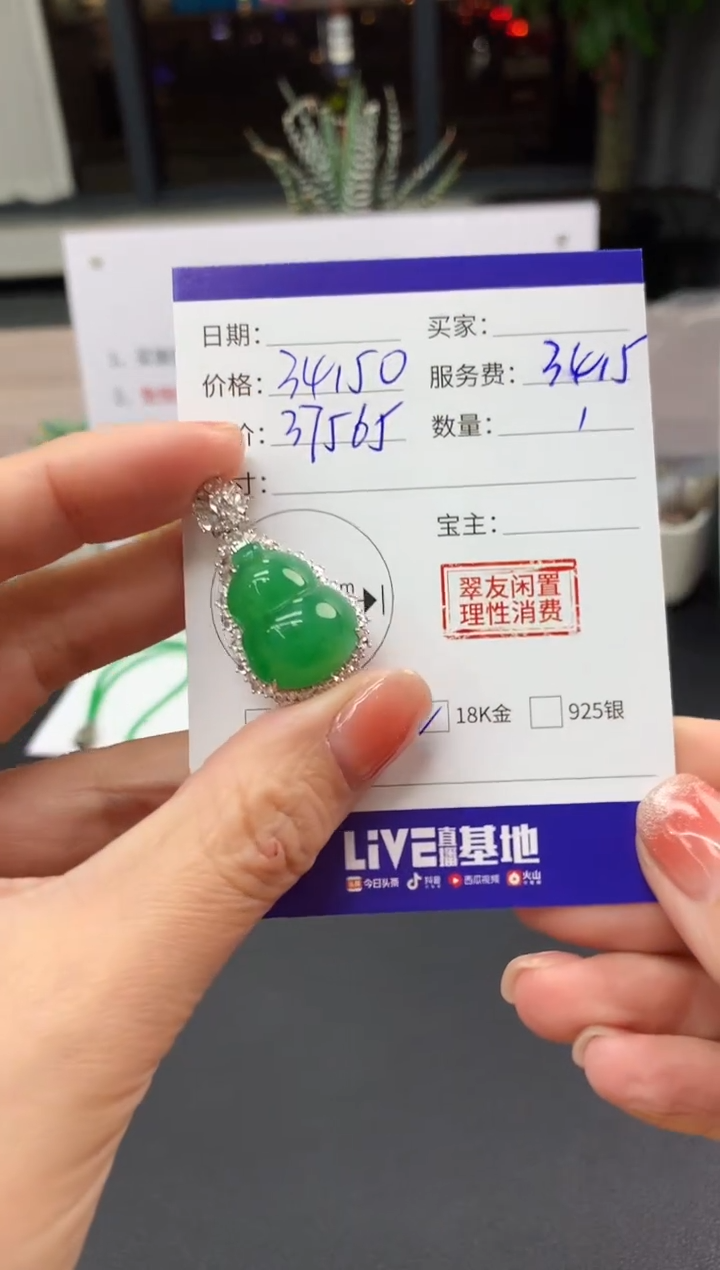 日期： 买家：
价格：34150 服务费：3415
价：37565 数量：1
寸：
宝主：
翠友闲置
理性消费
18K金 925银
LiVE直播基地
今日头条 抖音 西瓜视频 火山